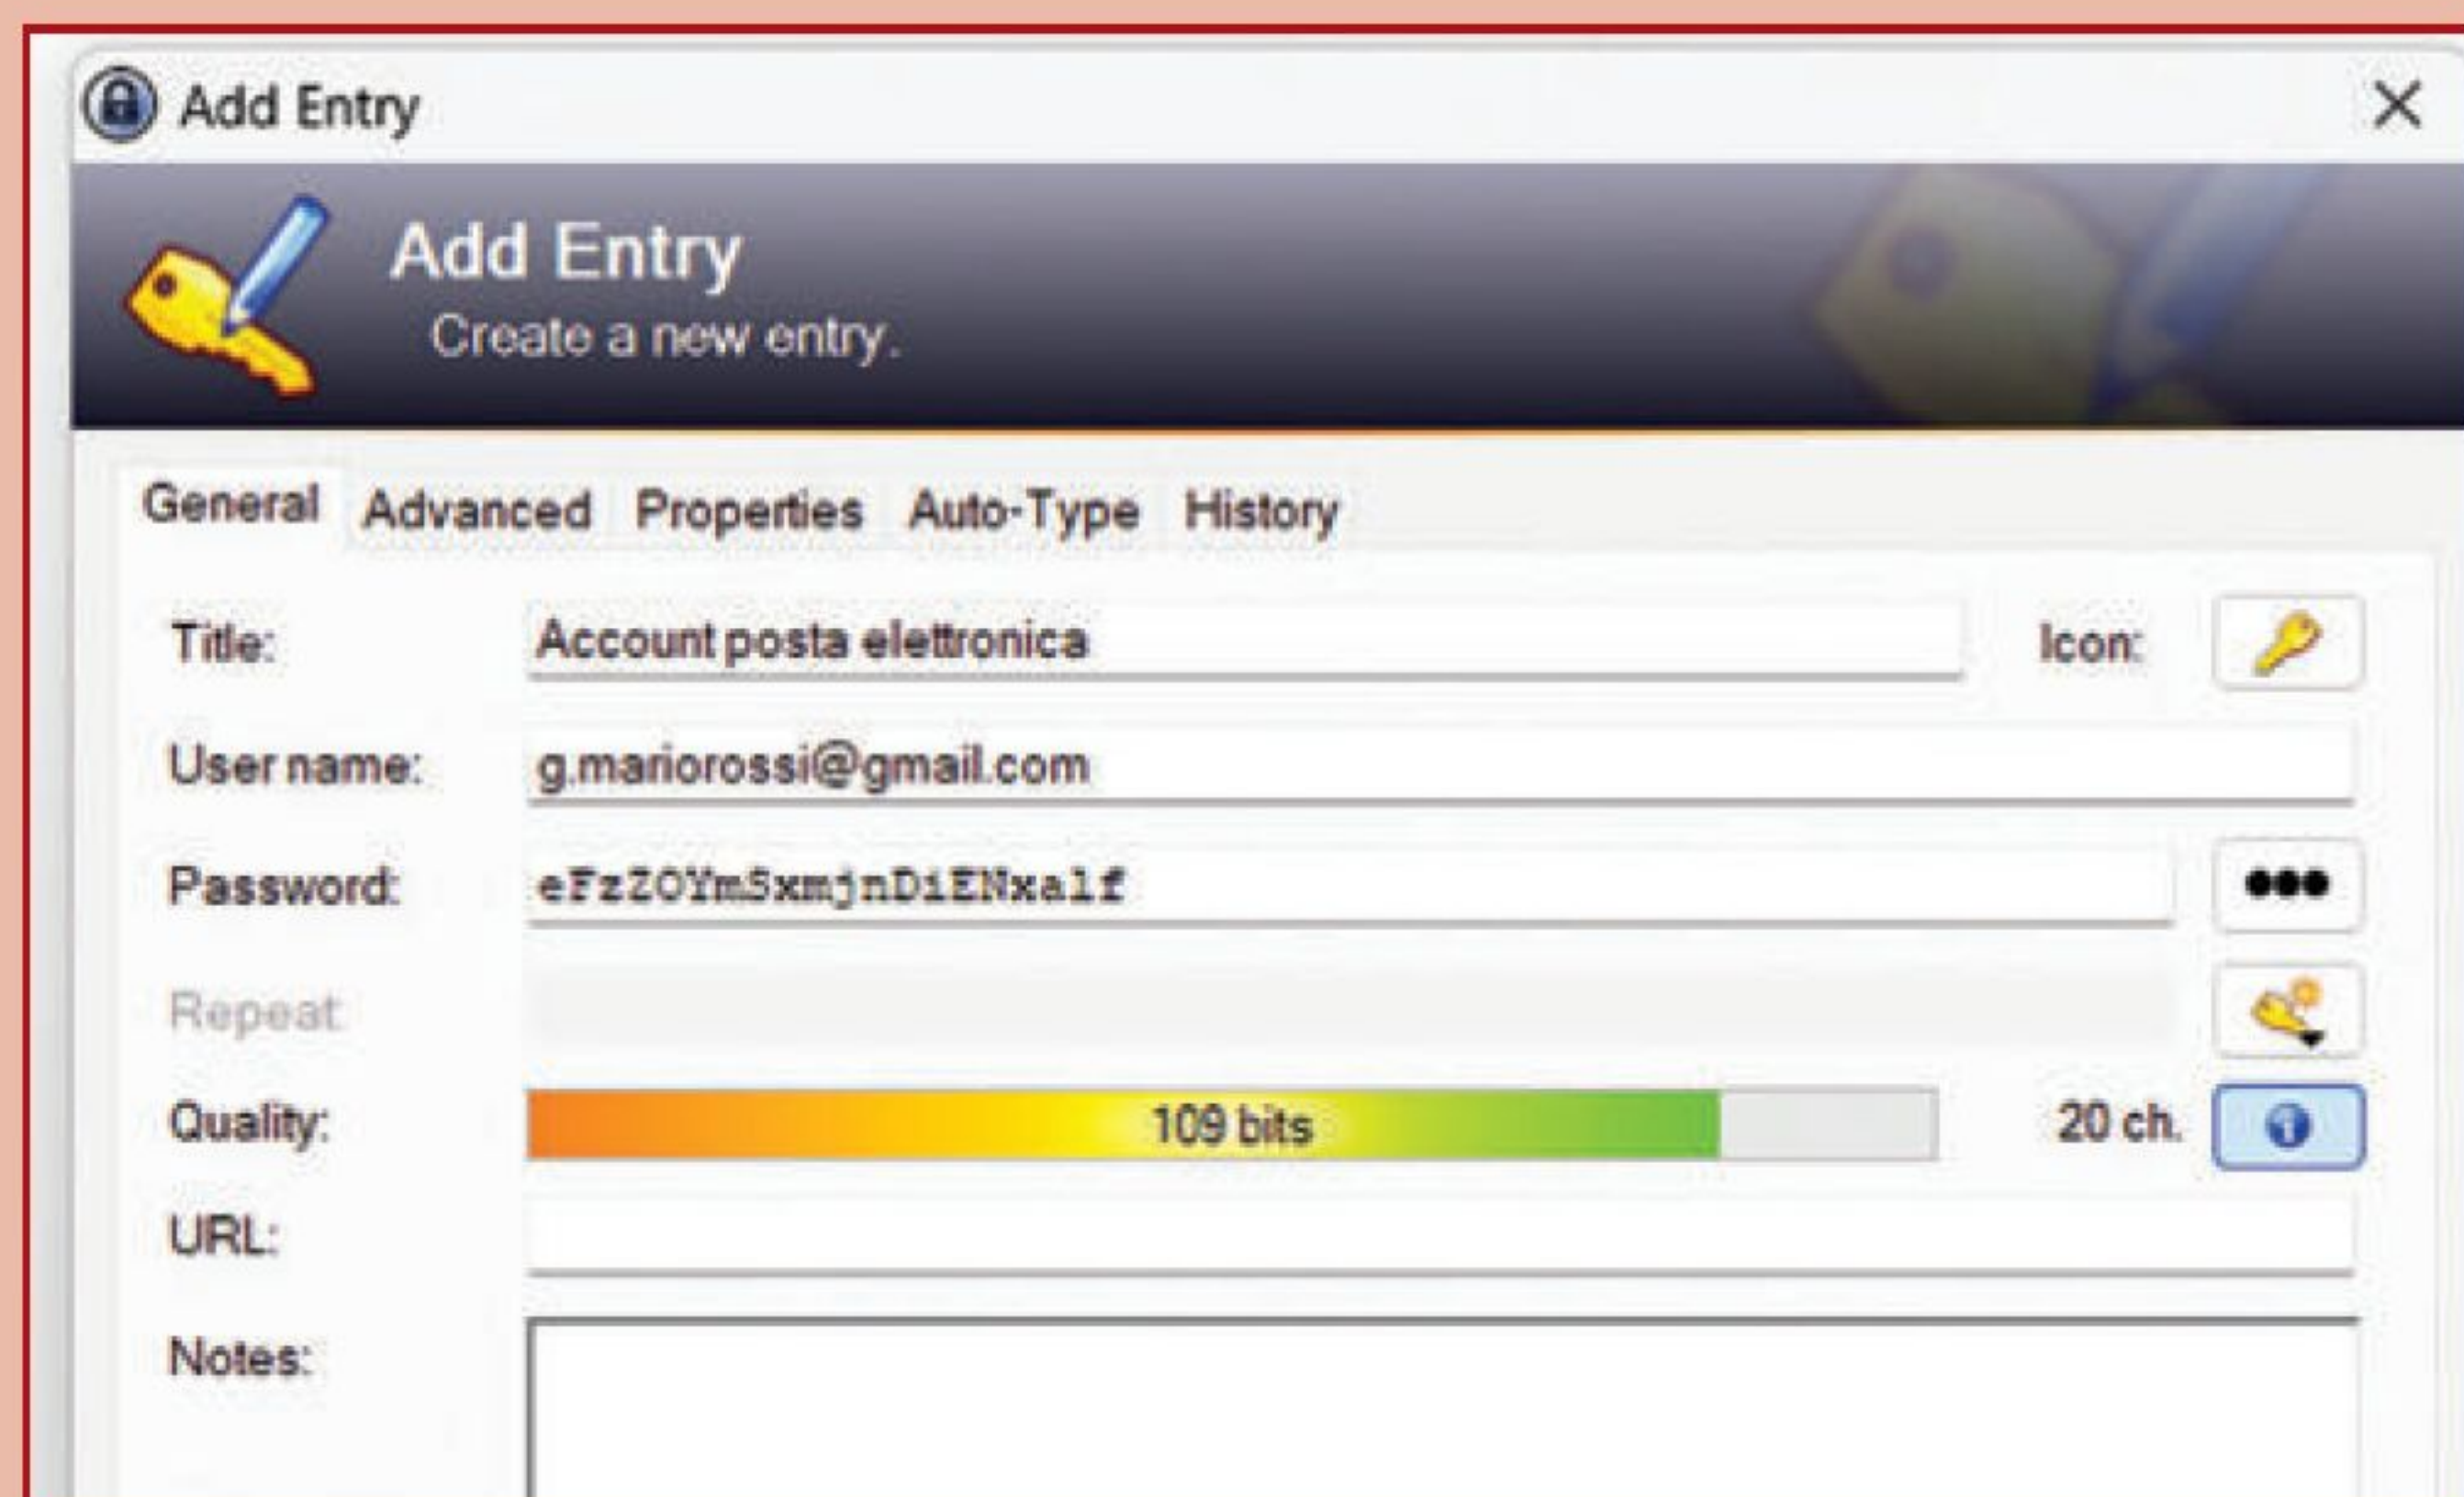 Add Entry
Add Entry
Create a new entry.
General Advanced Properties Auto-Type History
Title: Account posta elettronica Icon:
User name: g.mariorossi@gmail.com
Password: eFzZOYmSxmjnDiENxalf
Repeat:
Quality: 109 bits 20 ch.
URL:
Notes: